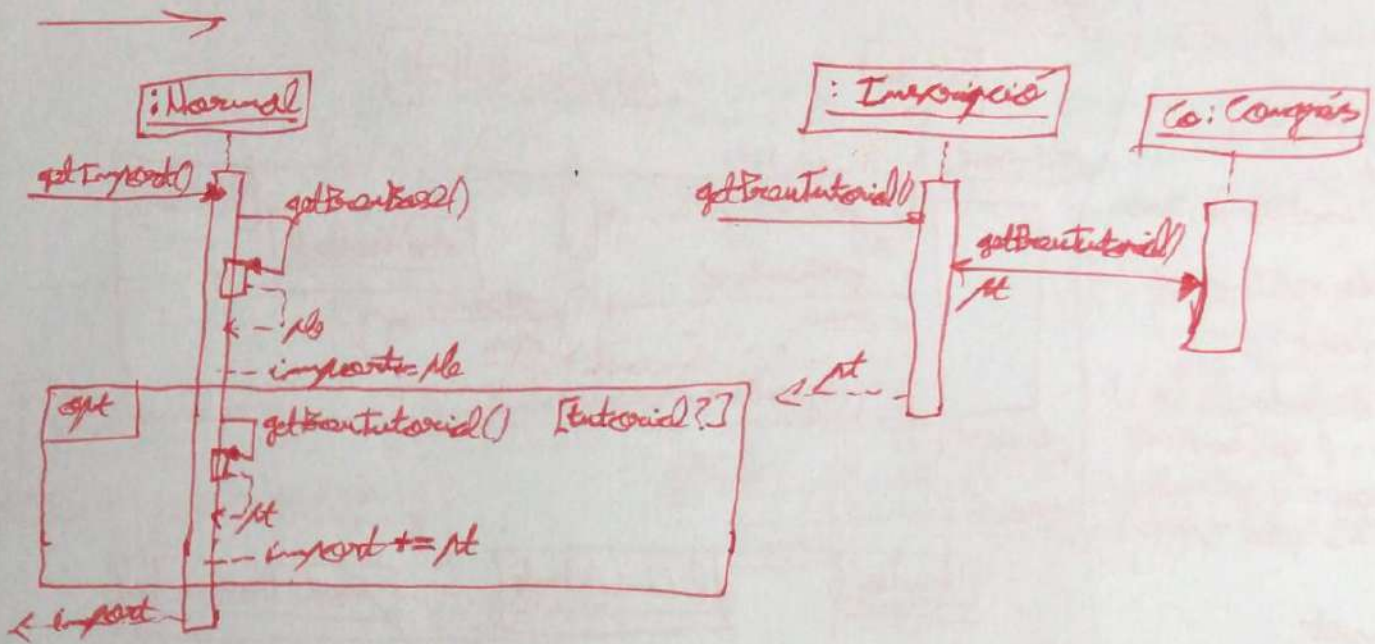 :Normal
getImport()
getPreuBase()
pb
import = pb
opt
getPreuTutorial() [tutorial?]
pt
import += pt
import
: Inscripció
Co: Congrés
getPreuTutorial()
getPreuTutorial()
pt
pt